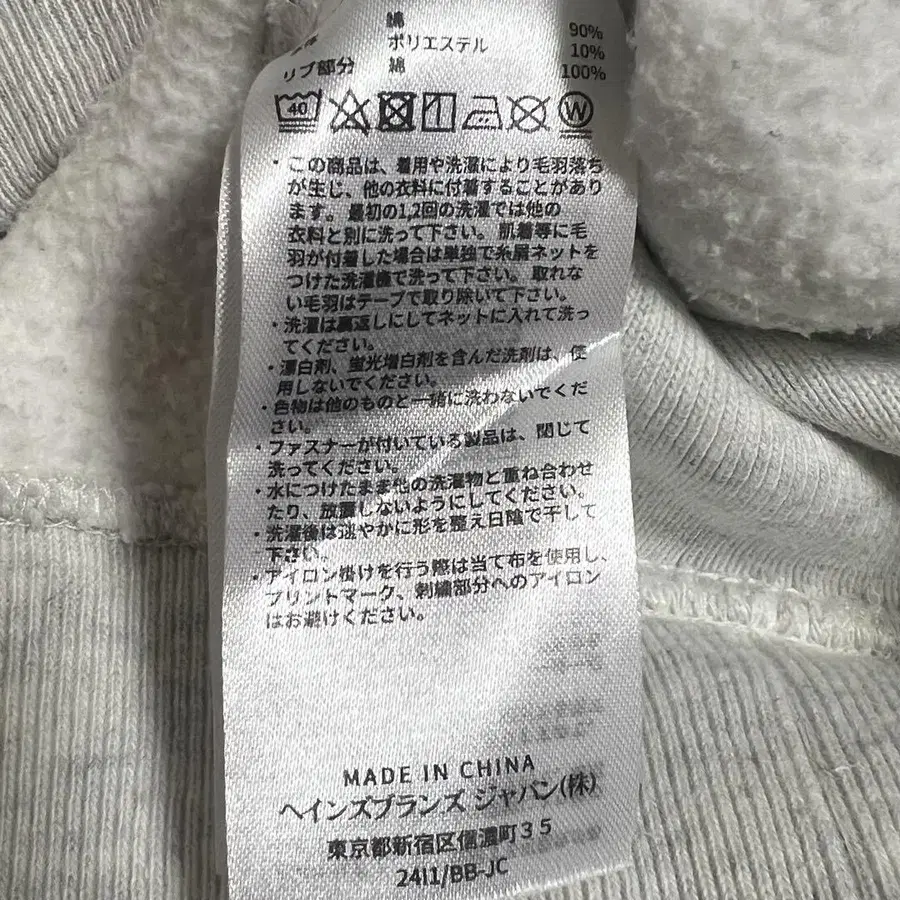 綿 90%
ポリエステル 10%
リブ部分 綿 100%
40 W
・この商品は、着用や洗濯により毛羽落ち
が生じ、他の衣料に付着することがあり
ます。最初の1,2回の洗濯では他の
衣料と別に洗って下さい。肌着等に毛
羽が付着した場合は単独で糸屑ネットを
つけた洗濯機で洗って下さい。取れな
い毛羽はテープで取り除いて下さい。
・洗濯は裏返しにしてネットに入れて洗っ
てください。
・漂白剤、蛍光増白剤を含んだ洗剤は、使
用しないでください。
・色物は他のものと一緒に洗わないでくだ
さい。
・ファスナーが付いている製品は、閉じて
洗ってください。
・水につけたまま他の洗濯物と重ね合わせ
たり、放置しないようにしてください。
・洗濯後は速やかに形を整え日陰で干して
下さい。
・アイロン掛けを行う際は当て布を使用し、
プリントマーク、刺繍部分へのアイロン
はお避けください。
MADE IN CHINA
ヘインズブランズ ジャパン(株)
東京都新宿区信濃町35
24I1/BB-JC